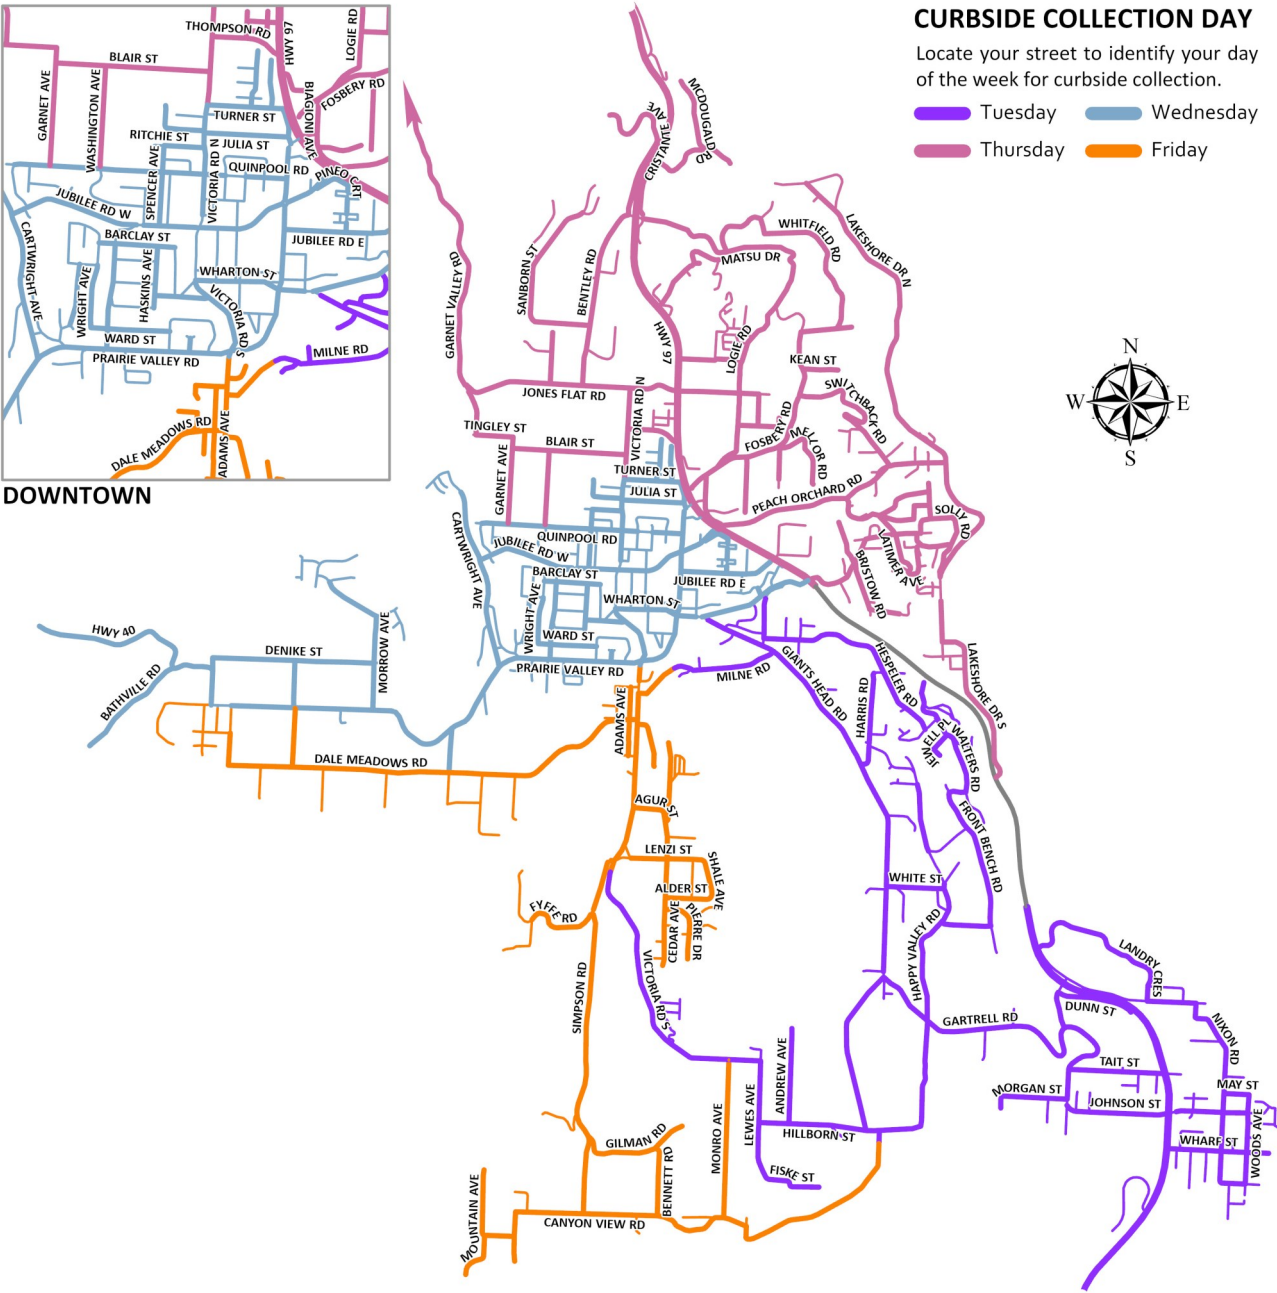 CURBSIDE COLLECTION DAY
Locate your street to identify your day
of the week for curbside collection.
Tuesday
Wednesday
Thursday
Friday
THOMPSON RD
HWY 97
LOGIE RD
BLAIR ST
GARNET AVE
WASHINGTON AVE
BIAGIONI AVE
FOSBERY RD
TURNER ST
RITCHIE ST
JULIA ST
SPENCER AVE
VICTORIA RD N
QUINPOOL RD
PINEO CRT
JUBILEE RD W
CARTWRIGHT AVE
BARCLAY ST
JUBILEE RD E
WRIGHT AVE
HASKINS AVE
WHARTON ST
VICTORIA RD S
WARD ST
PRAIRIE VALLEY RD
MILNE RD
DALE MEADOWS RD
ADAMS AVE
DOWNTOWN
MCDOUGALD RD
CRISTANTE AVE
WHITFIELD RD
LAKESHORE DR N
MATSU DR
SANBORN ST
BENTLEY RD
GARNET VALLEY RD
HWY 97
LOGIE RD
KEAN ST
SWITCHBACK RD
JONES FLAT RD
VICTORIA RD N
TINGLEY ST
BLAIR ST
FOSBERY RD
MELLOR RD
GARNET AVE
TURNER ST
JULIA ST
PEACH ORCHARD RD
SOLLY RD
LATIMER AVE
BRISTOW RD
CARTWRIGHT AVE
QUINPOOL RD
JUBILEE RD W
BARCLAY ST
JUBILEE RD E
WRIGHT AVE
WHARTON ST
WARD ST
PRAIRIE VALLEY RD
N
W
E
S
HWY 40
BATHVILLE RD
DENIKE ST
MORROW AVE
DALE MEADOWS RD
ADAMS AVE
MILNE RD
GIANTS HEAD RD
HARRIS RD
HESPELER RD
JEWELL PL
WALTERS RD
LAKESHORE DR S
FRONT BENCH RD
AGUR ST
LENZI ST
SHALE AVE
ALDER ST
CEDAR AVE
PIERRE DR
FYFFE RD
WHITE ST
HAPPY VALLEY RD
VICTORIA RD S
SIMPSON RD
GARTRELL RD
LANDRY CRES
DUNN ST
NIXON RD
TAIT ST
MORGAN ST
JOHNSON ST
MAY ST
WHARF ST
WOODS AVE
ANDREW AVE
LEWES AVE
HILLBORN ST
FISKE ST
MONRO AVE
GILMAN RD
BENNETT RD
CANYON VIEW RD
MOUNTAIN AVE